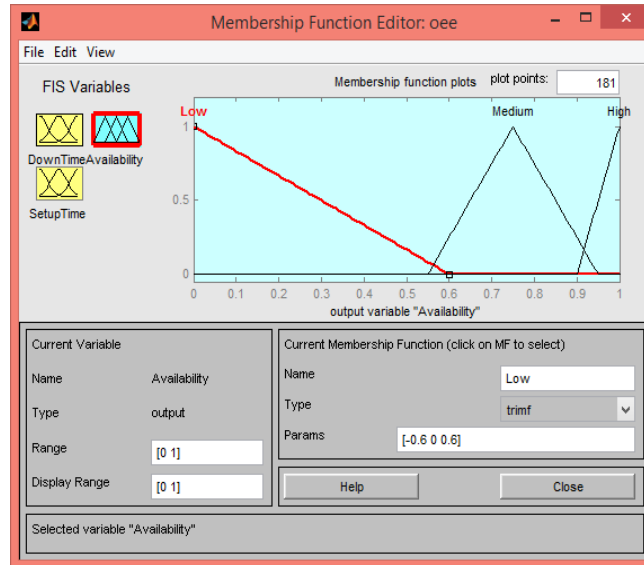 Membership Function Editor: oee
File Edit View
FIS Variables
DownTime Availability
SetupTime
Membership function plots plot points: 181
Low Medium High
1
0.5
0
0 0.1 0.2 0.3 0.4 0.5 0.6 0.7 0.8 0.9 1
output variable "Availability"
Current Variable
Name Availability
Type output
Range [0 1]
Display Range [0 1]
Current Membership Function (click on MF to select)
Name Low
Type trimf
Params [-0.6 0 0.6]
Help Close
Selected variable "Availability"